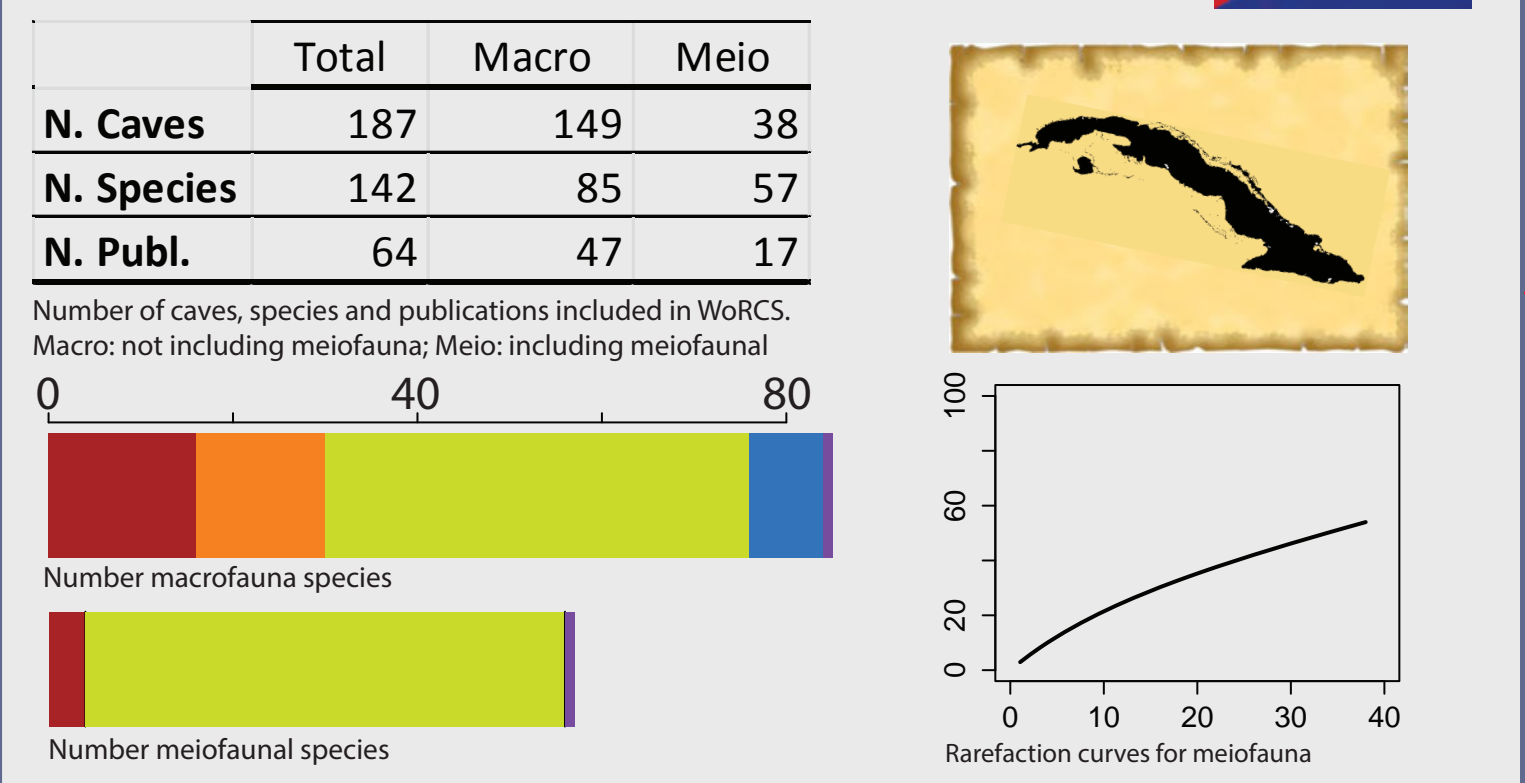 Total Macro Meio
N. Caves 187 149 38
N. Species 142 85 57
N. Publ. 64 47 17
Number of caves, species and publications included in WoRCS.
Macro: not including meiofauna; Meio: including meiofaunal
0 40 80
Number macrofauna species
Number meiofaunal species
100
60
20
0
0 10 20 30 40
Rarefaction curves for meiofauna